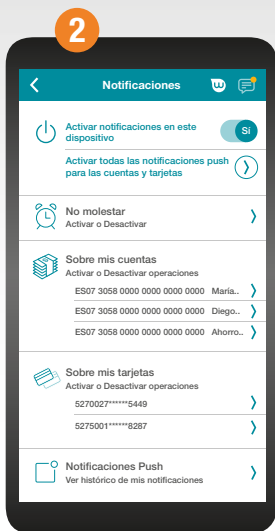 2
Notificaciones
Activar notificaciones en este
dispositivo
Sí
Activar todas las notificaciones push
para las cuentas y tarjetas
No molestar
Activar o Desactivar
Sobre mis cuentas
Activar o Desactivar operaciones
ES07 3058 0000 0000 0000 0000 María..
ES07 3058 0000 0000 0000 0000 Diego..
ES07 3058 0000 0000 0000 0000 Ahorro..
Sobre mis tarjetas
Activar o Desactivar operaciones
5270027******5449
5275001******8287
Notificaciones Push
Ver histórico de mis notificaciones